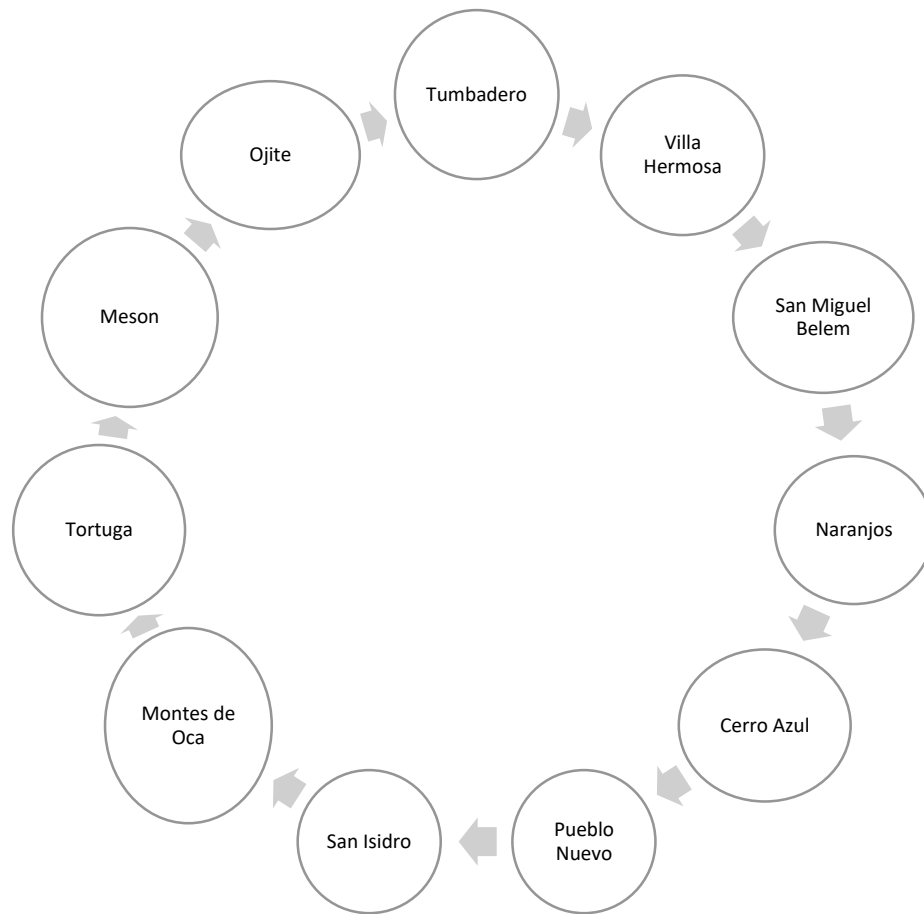 Tumbadero
Villa
Hermosa
San Miguel
Belem
Naranjos
Cerro Azul
Pueblo
Nuevo
San Isidro
Montes de
Oca
Tortuga
Meson
Ojite